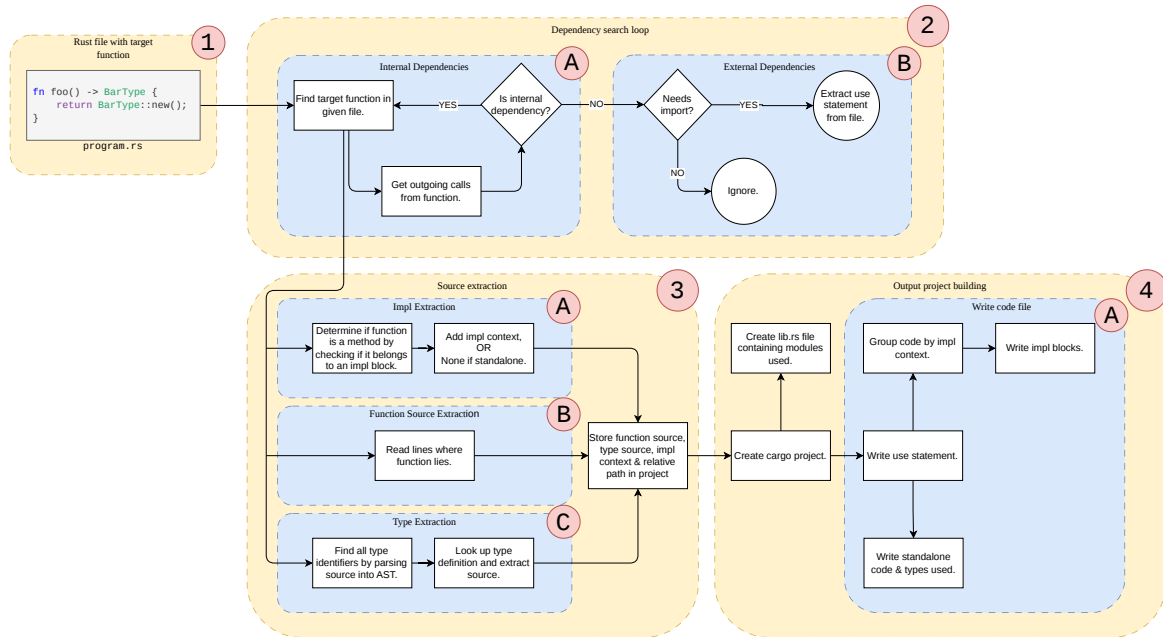 Rust file with target
function
1
fn foo() -> BarType {
    return BarType::new();
}
program.rs
Dependency search loop
2
Internal Dependencies
A
Find target function in
given file.
YES
Is internal
dependency?
NO
Get outgoing calls
from function.
External Dependencies
B
Needs
import?
YES
Extract use
statement
from file.
NO
Ignore.
Source extraction
3
Impl Extraction
A
Determine if function
is a method by
checking if it belongs
to an impl block.
Add impl context,
OR
None if standalone.
Function Source Extraction
B
Read lines where
function lies.
Type Extraction
C
Find all type
identifiers by parsing
source into AST.
Look up type
definition and extract
source.
Store function source,
type source, impl
context & relative
path in project
Output project building
4
Create lib.rs file
containing modules
used.
Create cargo project.
Write code file
A
Group code by impl
context.
Write impl blocks.
Write use statement.
Write standalone
code & types used.